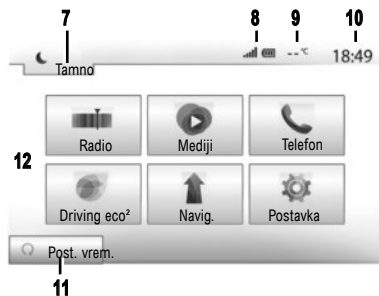 7 8 9 10
Tamno --°C 18:49
Radio Mediji Telefon
12
Driving eco² Navig. Postavka
Post. vrem.
11